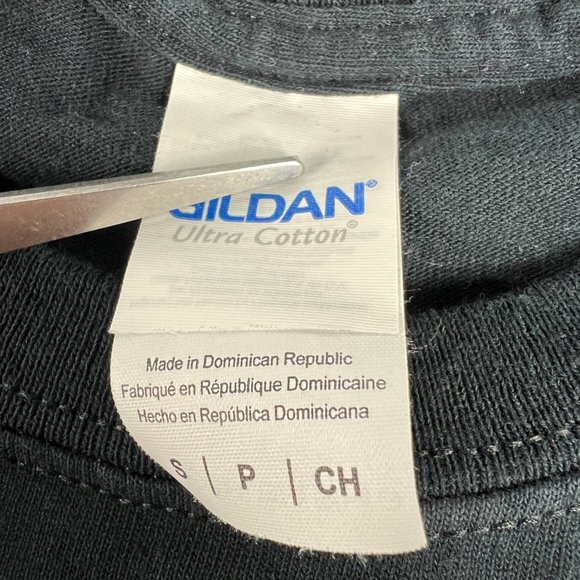 GILDAN®
Ultra Cotton®
Made in Dominican Republic
Fabriqué en République Dominicaine
Hecho en República Dominicana
S | P | CH